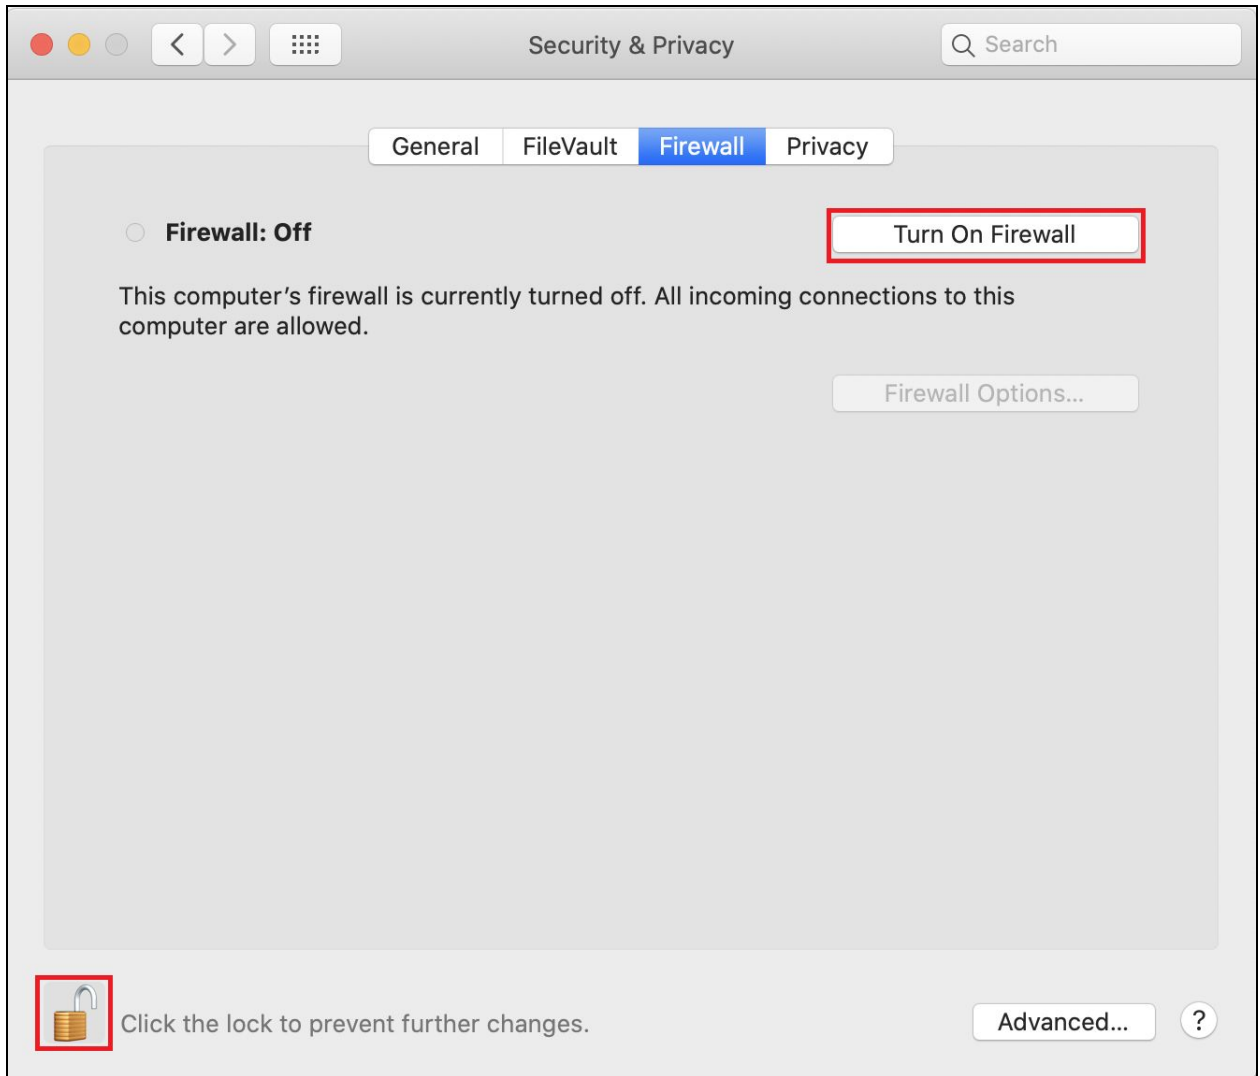 Security & Privacy
Search
General
FileVault
Firewall
Privacy
Firewall: Off
Turn On Firewall
This computer’s firewall is currently turned off. All incoming connections to this
computer are allowed.
Firewall Options...
Click the lock to prevent further changes.
Advanced...
?